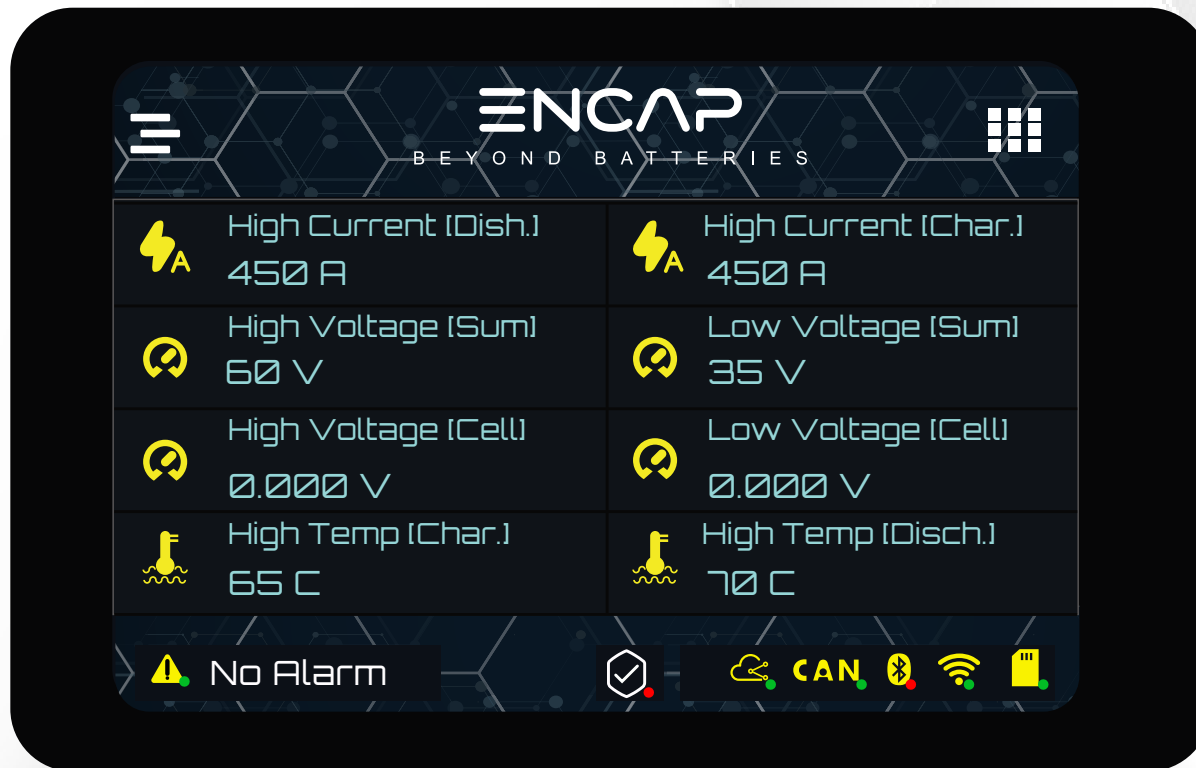 ENCAP
BEYOND BATTERIES
High Current [Dish.]
450 A
High Current [Char.]
450 A
High Voltage [Sum]
60 V
Low Voltage [Sum]
35 V
High Voltage [Cell]
0.000 V
Low Voltage [Cell]
0.000 V
High Temp [Char.]
65 C
High Temp [Disch.]
70 C
No Alarm
CAN